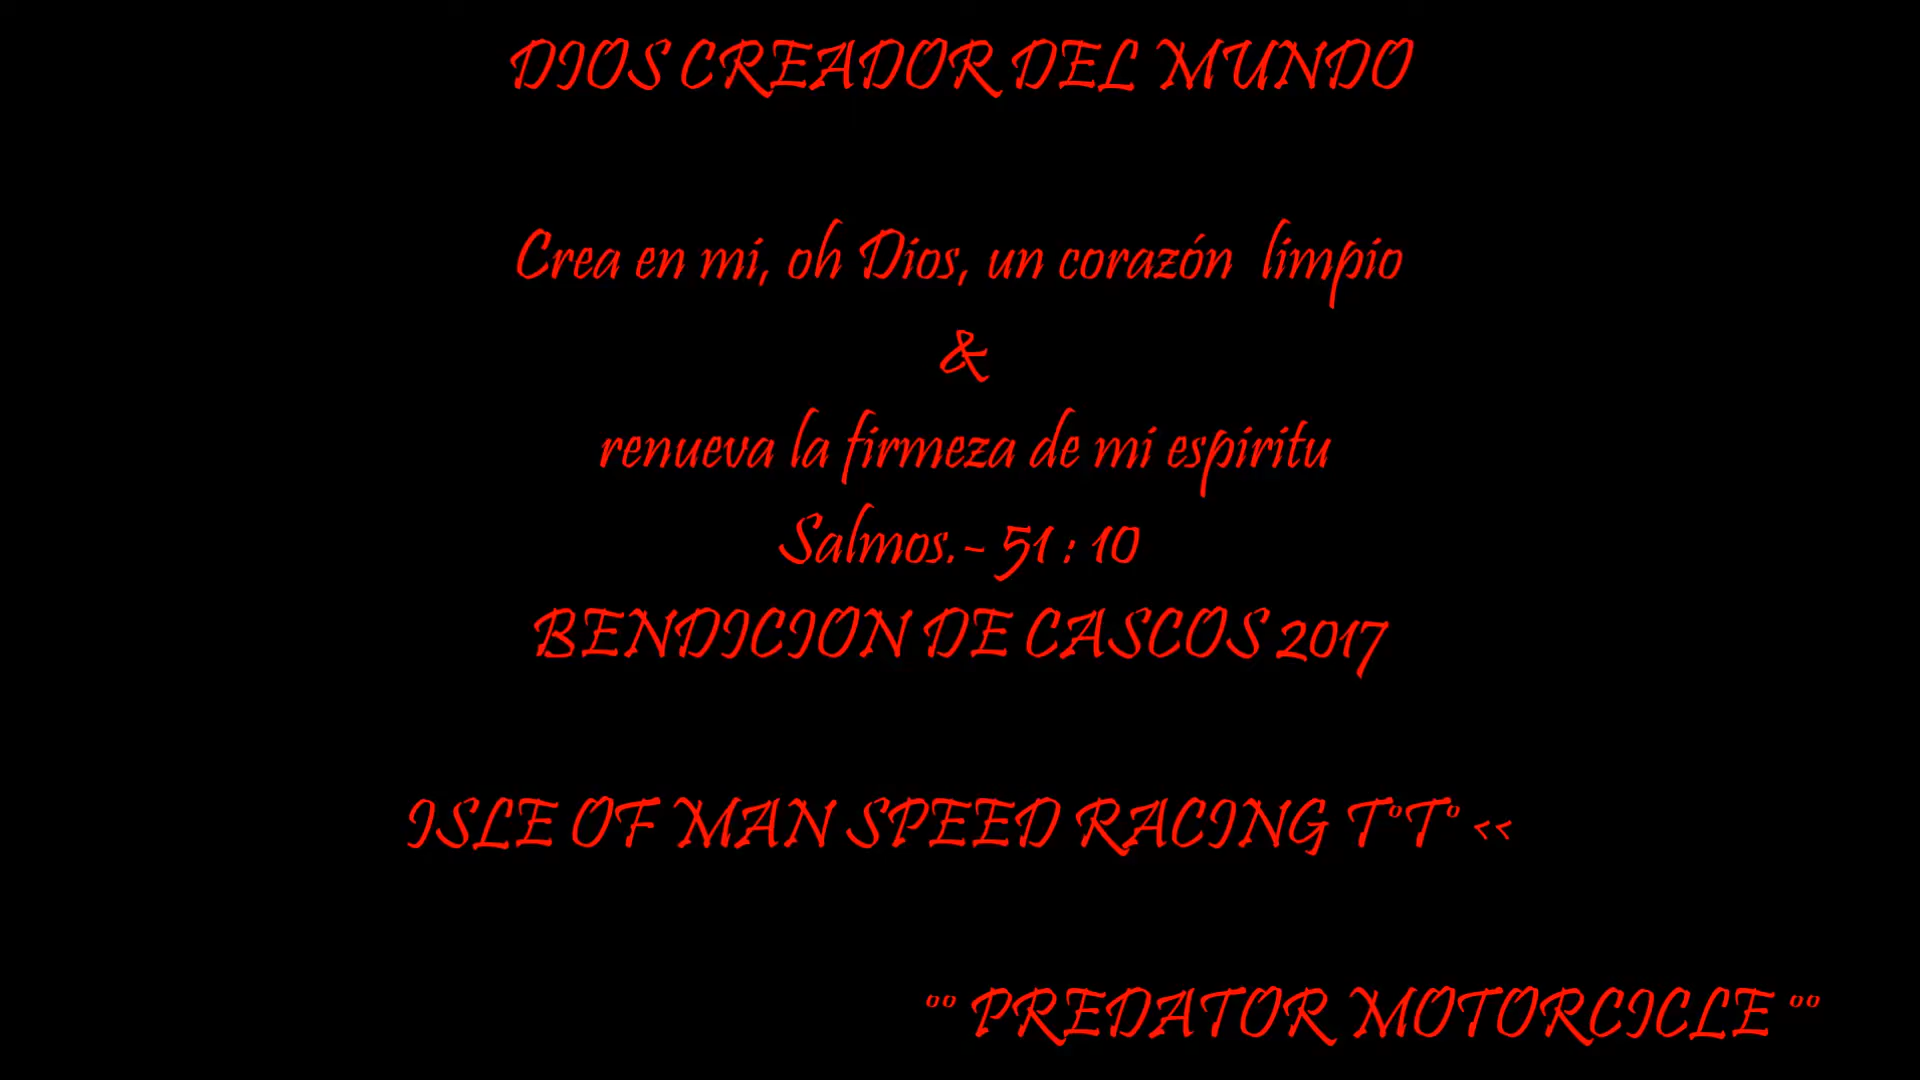 DIOS CREADOR DEL MUNDO
Crea en mi, oh Dios, un corazón limpio
&
renueva la firmeza de mi espiritu
Salmos.- 51 : 10
BENDICION DE CASCOS 2017
ISLE OF MAN SPEED RACING T°T° <<
°° PREDATOR MOTORCICLE °°